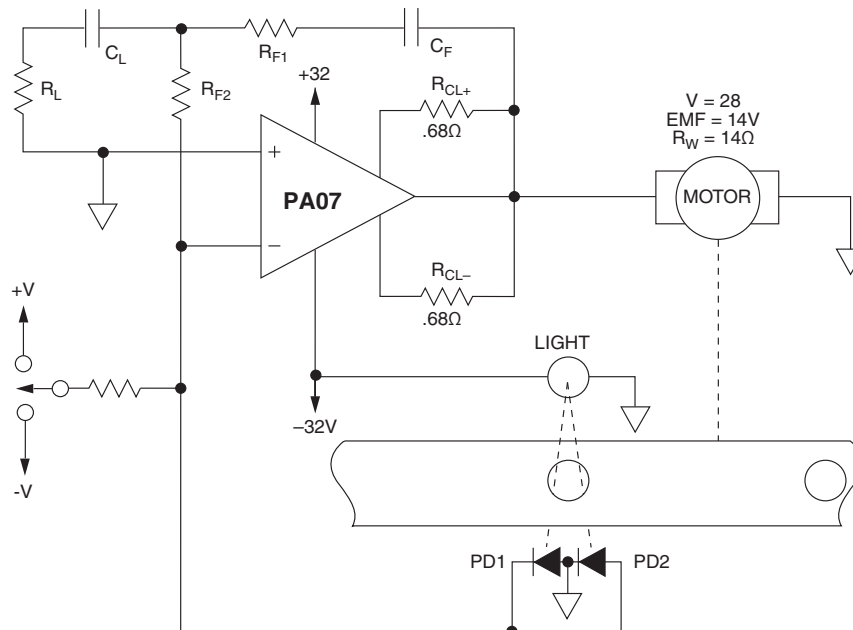 C_L
R_F1
C_F
R_L
R_F2
+32
R_CL+
.68Ω
V = 28
EMF = 14V
R_W = 14Ω
+
PA07
MOTOR
–
R_CL–
.68Ω
+V
LIGHT
–32V
-V
PD1
PD2